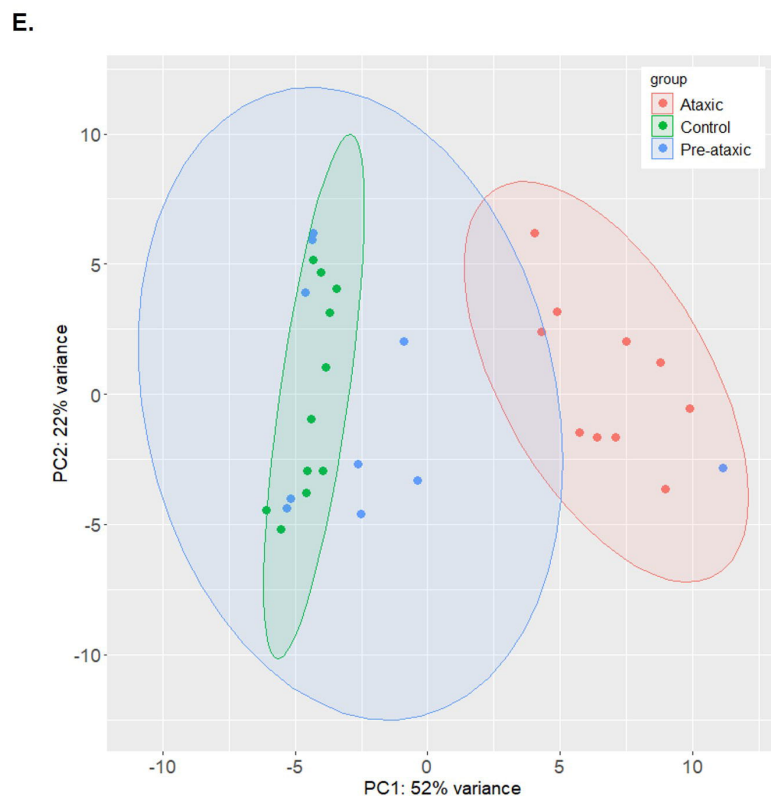 E.
group
Ataxic
Control
Pre-ataxic
10
5
0
-5
-10
PC2: 22% variance
-10
-5
0
5
10
PC1: 52% variance